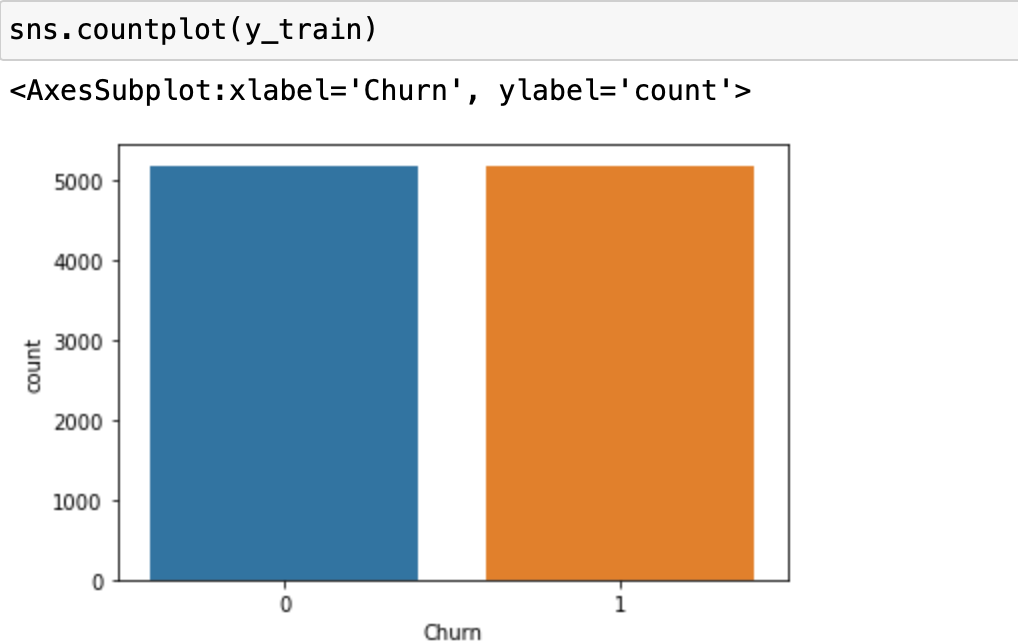 sns.countplot(y_train)
<AxesSubplot:xlabel='Churn', ylabel='count'>
5000
4000
3000
2000
1000
0
count
0 1
Churn